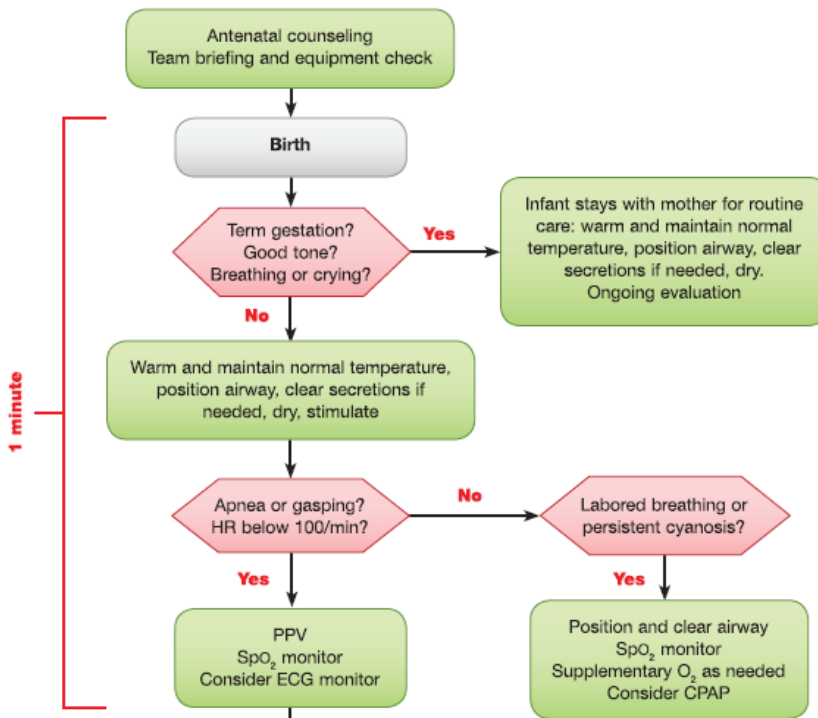 Antenatal counseling
Team briefing and equipment check
Birth
Term gestation?
Good tone?
Breathing or crying?
Yes
Infant stays with mother for routine
care: warm and maintain normal
temperature, position airway, clear
secretions if needed, dry.
Ongoing evaluation
No
1 minute
Warm and maintain normal temperature,
position airway, clear secretions if
needed, dry, stimulate
Apnea or gasping?
HR below 100/min?
No
Labored breathing or
persistent cyanosis?
Yes
Yes
PPV
SpO₂ monitor
Consider ECG monitor
Position and clear airway
SpO₂ monitor
Supplementary O₂ as needed
Consider CPAP